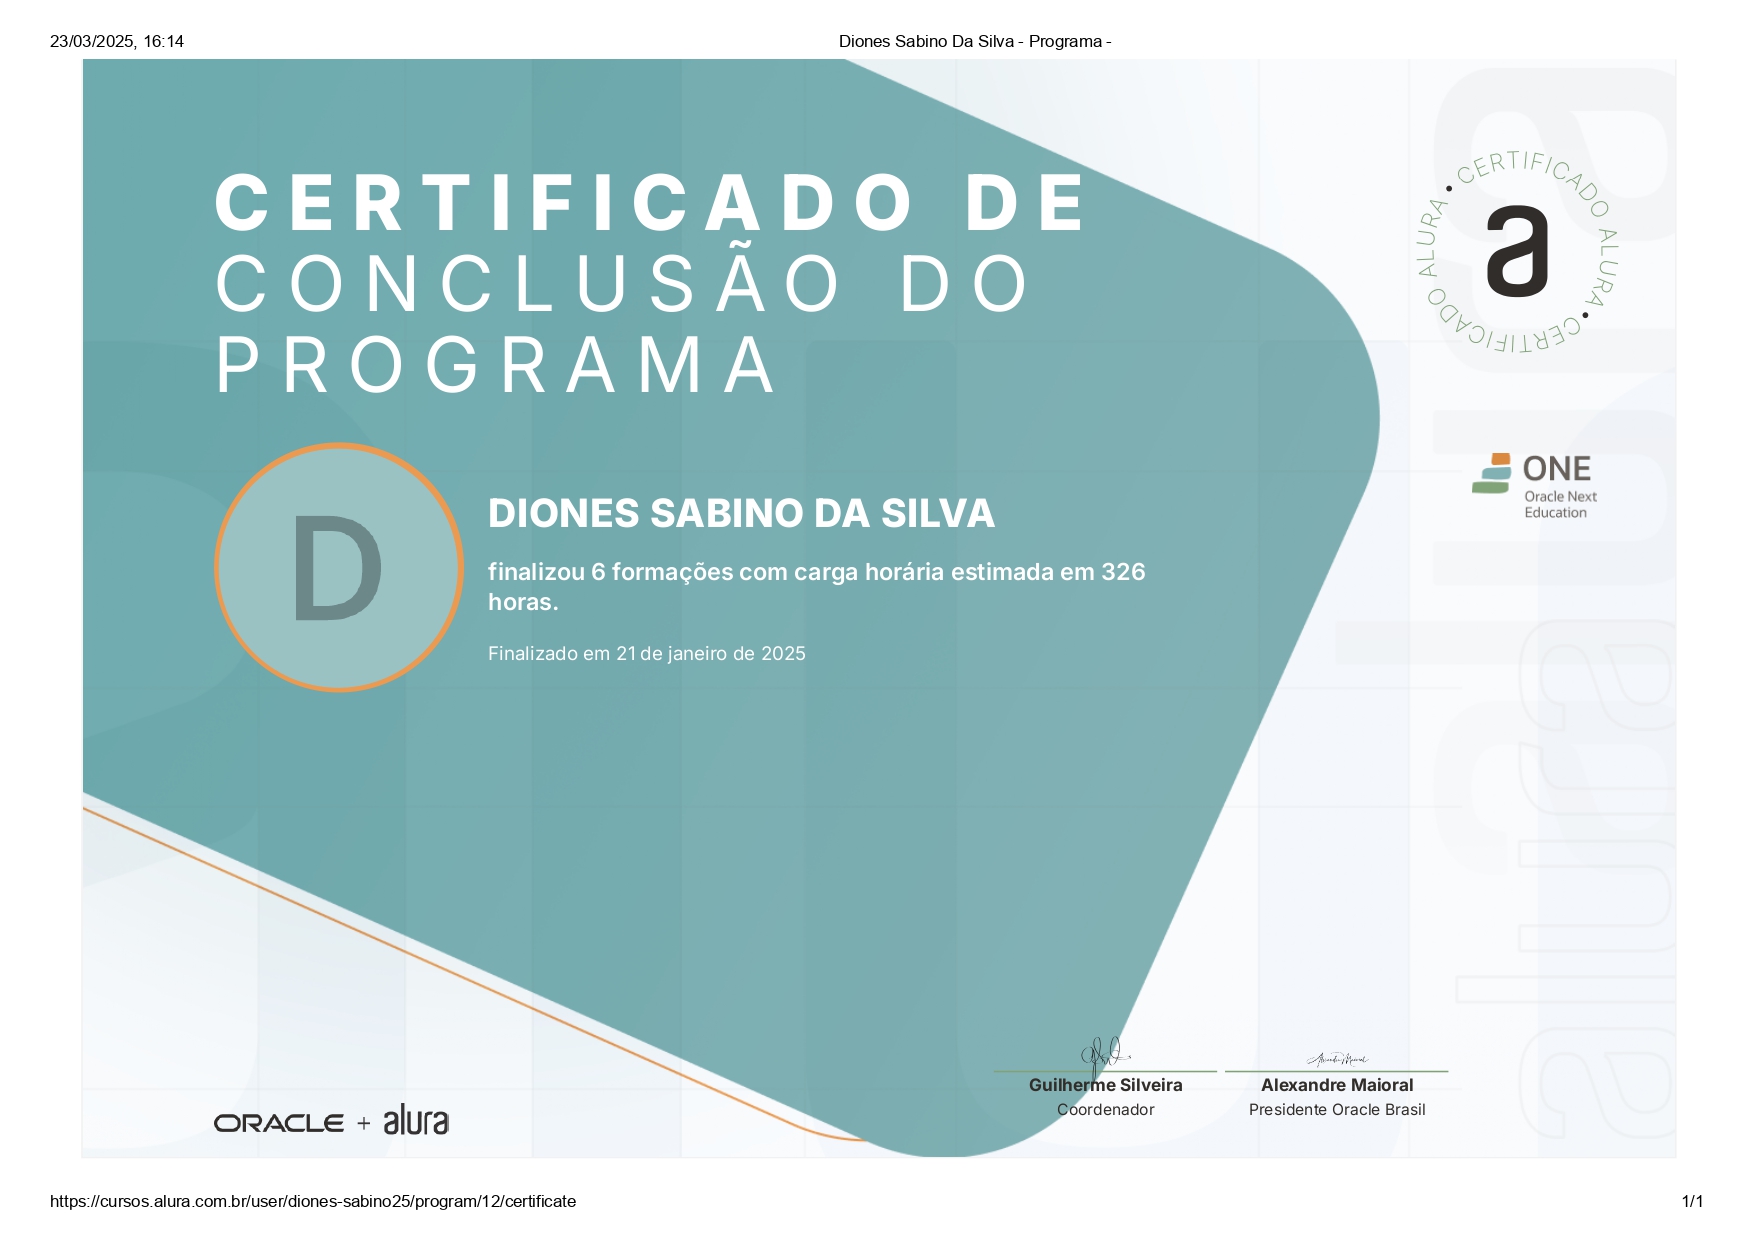 23/03/2025, 16:14
Diones Sabino Da Silva - Programa -
CERTIFICADO DE
CONCLUSÃO DO
PROGRAMA
• CERTIFICADO ALURA • CERTIFICADO ALURA
a
ONE
Oracle Next
Education
D
DIONES SABINO DA SILVA
finalizou 6 formações com carga horária estimada em 326
horas.
Finalizado em 21 de janeiro de 2025
alura
alura
Guilherme Silveira
Coordenador
Alexandre Maioral
Presidente Oracle Brasil
ORACLE + alura
https://cursos.alura.com.br/user/diones-sabino25/program/12/certificate
1/1